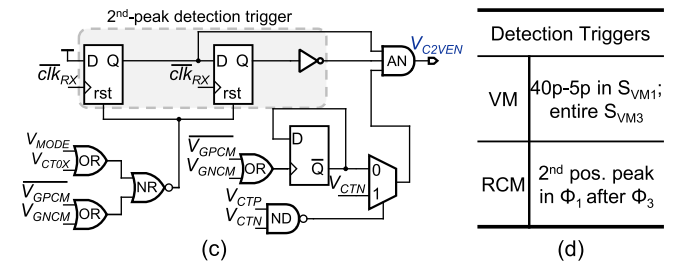 2nd-peak detection trigger
D Q
clkRX
rst
D Q
clkRX
rst
AN
VC2VEN
VMODE
VCT0X
OR
VGPCM
VGNCM
OR
NR
VGPCM
VGNCM
OR
D
Q
VCTN
0
1
VCTP
VCTN
ND
(c)
Detection Triggers
VM
40p-5p in SVM1;
entire SVM3
RCM
2nd pos. peak
in Φ1 after Φ3
(d)